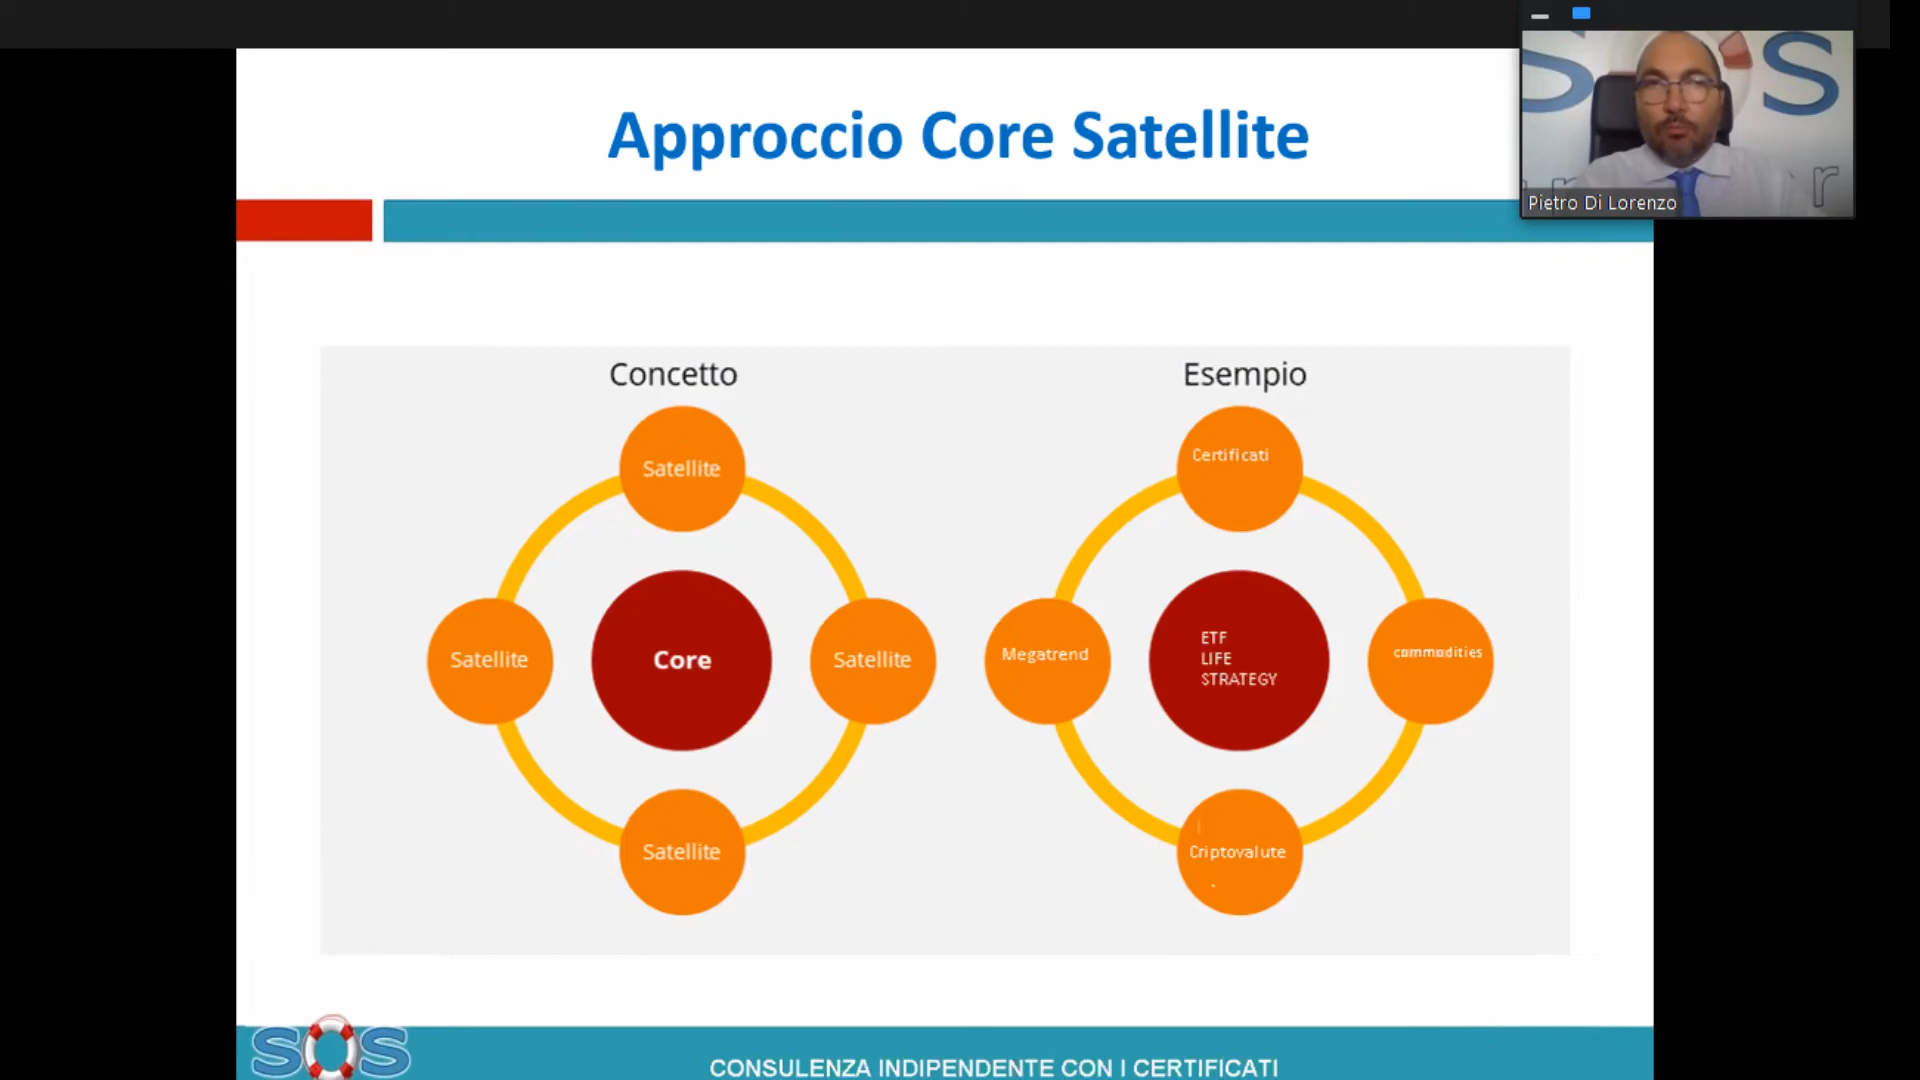 Approccio Core Satellite
Pietro Di Lorenzo
Concetto
Satellite
Satellite
Core
Satellite
Satellite
Esempio
Certificati
Megatrend
ETF
LIFE
STRATEGY
commodities
Criptovalute
SOS
CONSULENZA INDIPENDENTE CON I CERTIFICATI